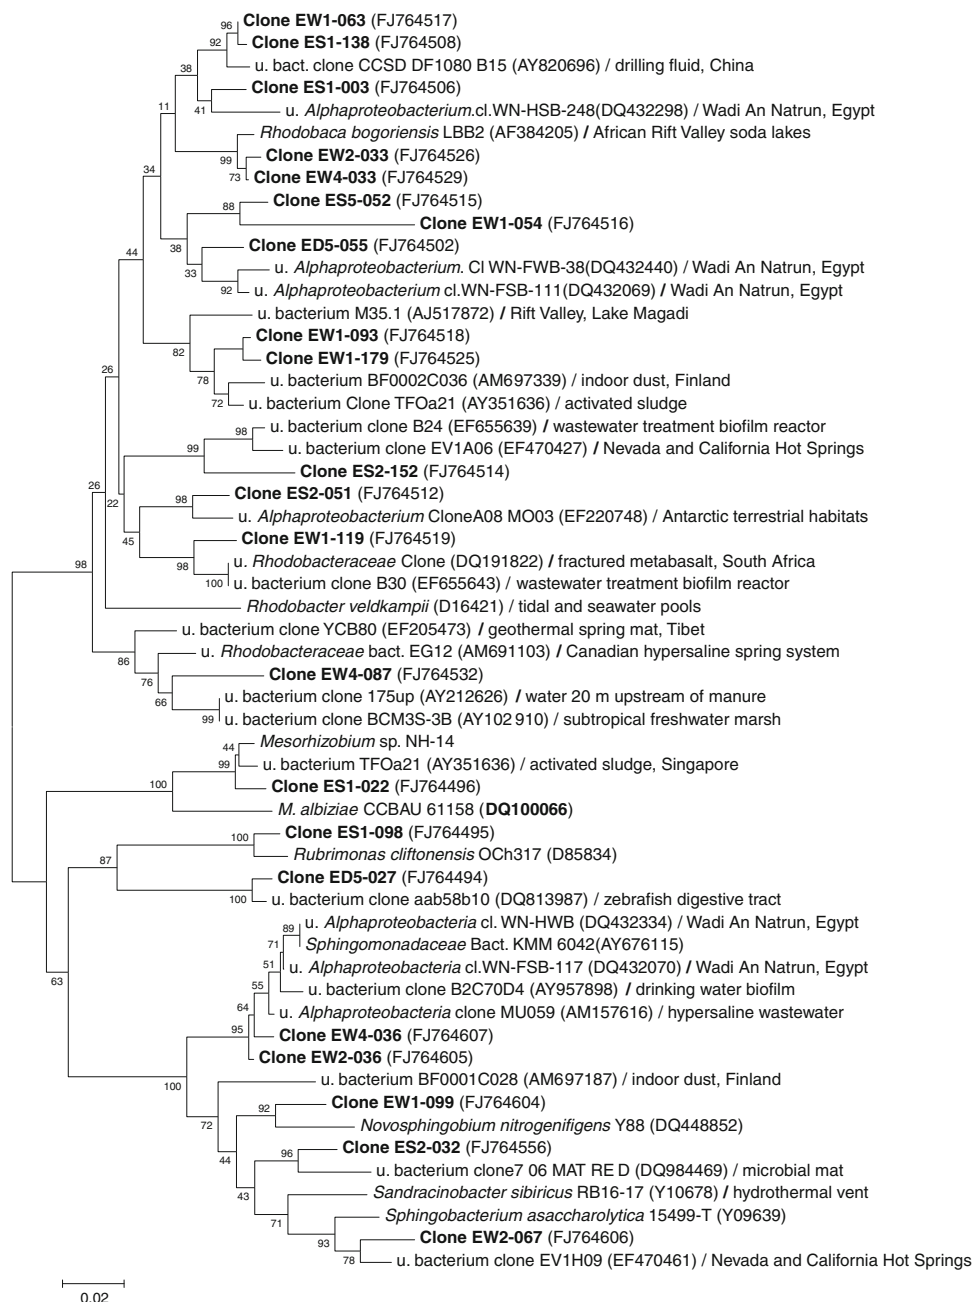 96
Clone EW1-063 (FJ764517)
92
Clone ES1-138 (FJ764508)
u. bact. clone CCSD DF1080 B15 (AY820696) / drilling fluid, China
38
Clone ES1-003 (FJ764506)
11
41
u. Alphaproteobacterium.cl.WN-HSB-248(DQ432298) / Wadi An Natrun, Egypt
Rhodobaca bogoriensis LBB2 (AF384205) / African Rift Valley soda lakes
99
Clone EW2-033 (FJ764526)
34
73
Clone EW4-033 (FJ764529)
88
Clone ES5-052 (FJ764515)
Clone EW1-054 (FJ764516)
44
38
Clone ED5-055 (FJ764502)
33
u. Alphaproteobacterium. Cl WN-FWB-38(DQ432440) / Wadi An Natrun, Egypt
92
u. Alphaproteobacterium cl.WN-FSB-111(DQ432069) / Wadi An Natrun, Egypt
u. bacterium M35.1 (AJ517872) / Rift Valley, Lake Magadi
82
Clone EW1-093 (FJ764518)
Clone EW1-179 (FJ764525)
26
78
u. bacterium BF0002C036 (AM697339) / indoor dust, Finland
72
u. bacterium Clone TFOa21 (AY351636) / activated sludge
98
u. bacterium clone B24 (EF655639) / wastewater treatment biofilm reactor
99
u. bacterium clone EV1A06 (EF470427) / Nevada and California Hot Springs
Clone ES2-152 (FJ764514)
26
22
98
Clone ES2-051 (FJ764512)
u. Alphaproteobacterium CloneA08 MO03 (EF220748) / Antarctic terrestrial habitats
45
Clone EW1-119 (FJ764519)
98
98
u. Rhodobacteraceae Clone (DQ191822) / fractured metabasalt, South Africa
100
u. bacterium clone B30 (EF655643) / wastewater treatment biofilm reactor
Rhodobacter veldkampii (D16421) / tidal and seawater pools
u. bacterium clone YCB80 (EF205473) / geothermal spring mat, Tibet
86
u. Rhodobacteraceae bact. EG12 (AM691103) / Canadian hypersaline spring system
76
Clone EW4-087 (FJ764532)
66
u. bacterium clone 175up (AY212626) / water 20 m upstream of manure
99
u. bacterium clone BCM3S-3B (AY102 910) / subtropical freshwater marsh
44
Mesorhizobium sp. NH-14
99
u. bacterium TFOa21 (AY351636) / activated sludge, Singapore
100
Clone ES1-022 (FJ764496)
M. albiziae CCBAU 61158 (DQ100066)
100
Clone ES1-098 (FJ764495)
87
Rubrimonas cliftonensis OCh317 (D85834)
Clone ED5-027 (FJ764494)
100
u. bacterium clone aab58b10 (DQ813987) / zebrafish digestive tract
89
u. Alphaproteobacteria cl. WN-HWB (DQ432334) / Wadi An Natrun, Egypt
71
Sphingomonadaceae Bact. KMM 6042(AY676115)
51
u. Alphaproteobacteria cl.WN-FSB-117 (DQ432070) / Wadi An Natrun, Egypt
63
55
u. bacterium clone B2C70D4 (AY957898) / drinking water biofilm
64
u. Alphaproteobacteria clone MU059 (AM157616) / hypersaline wastewater
95
Clone EW4-036 (FJ764607)
Clone EW2-036 (FJ764605)
100
u. bacterium BF0001C028 (AM697187) / indoor dust, Finland
92
Clone EW1-099 (FJ764604)
72
Novosphingobium nitrogenifigens Y88 (DQ448852)
96
Clone ES2-032 (FJ764556)
44
u. bacterium clone7 06 MAT RE D (DQ984469) / microbial mat
43
Sandracinobacter sibiricus RB16-17 (Y10678) / hydrothermal vent
71
Sphingobacterium asaccharolytica 15499-T (Y09639)
93
Clone EW2-067 (FJ764606)
78
u. bacterium clone EV1H09 (EF470461) / Nevada and California Hot Springs
0.02